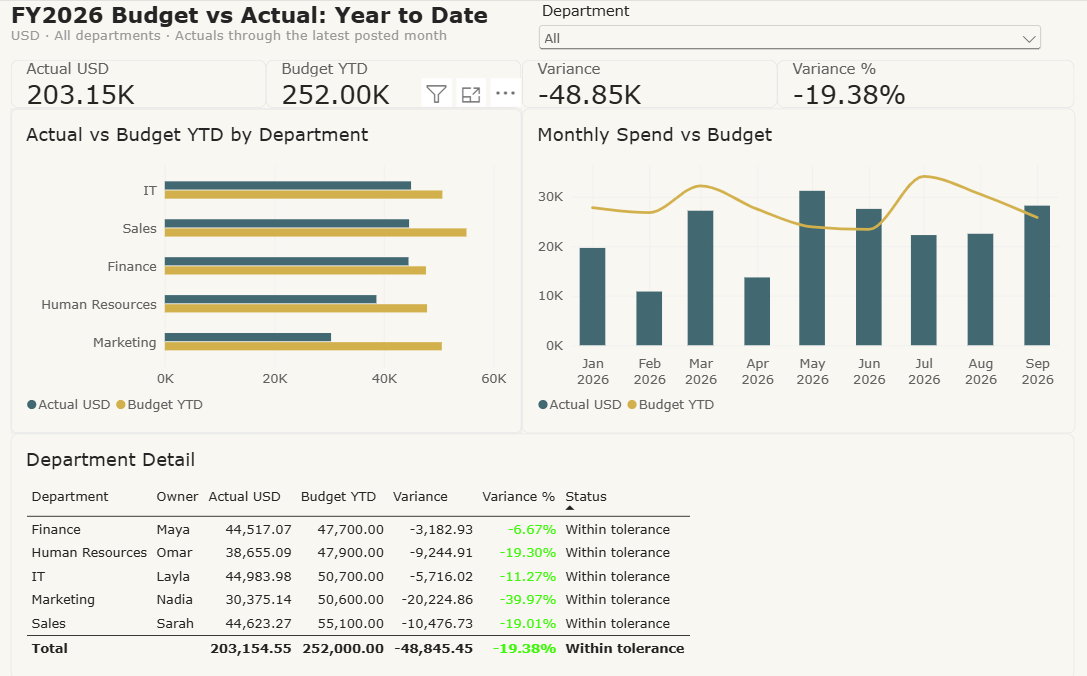 FY2026 Budget vs Actual: Year to Date
USD · All departments · Actuals through the latest posted month
Department
All
Actual USD
203.15K
Budget YTD
252.00K
Variance
-48.85K
Variance %
-19.38%
Actual vs Budget YTD by Department
IT
Sales
Finance
Human Resources
Marketing
0K 20K 40K 60K
Actual USD Budget YTD
Monthly Spend vs Budget
30K
20K
10K
0K
Jan Feb Mar Apr May Jun Jul Aug Sep
2026 2026 2026 2026 2026 2026 2026 2026 2026
Actual USD Budget YTD
Department Detail
Department Owner Actual USD Budget YTD Variance Variance % Status
Finance Maya 44,517.07 47,700.00 -3,182.93 -6.67% Within tolerance
Human Resources Omar 38,655.09 47,900.00 -9,244.91 -19.30% Within tolerance
IT Layla 44,983.98 50,700.00 -5,716.02 -11.27% Within tolerance
Marketing Nadia 30,375.14 50,600.00 -20,224.86 -39.97% Within tolerance
Sales Sarah 44,623.27 55,100.00 -10,476.73 -19.01% Within tolerance
Total 203,154.55 252,000.00 -48,845.45 -19.38% Within tolerance